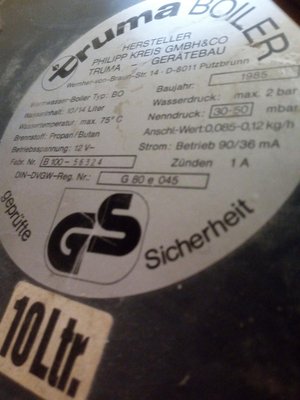 truma BOILER
HERSTELLER
PHILIPP KREIS GMBH&CO
TRUMA - GERÄTEBAU
Wernher-von-Braun-Str. 14 - D-8011 Putzbrunn
Baujahr: 1985
Warmwasser-Boiler Typ: BO
Wasserdruck: max. 2 bar
Wasserinhalt: 10/14 Liter
Nenndruck: 30-50 mbar
Wassertemperatur: max. 75° C
Anschl-Wert:0,085-0,12 kg/h
Brennstoff: Propan/Butan
Strom: Betrieb 90/36 mA
Betriebsspannung: 12 V–
Zünden 1 A
Fabr. Nr. B 100-56324
DIN-DVGW-Reg. Nr.: G 80 e 045
geprüfte
GS
Sicherheit
10Ltr.